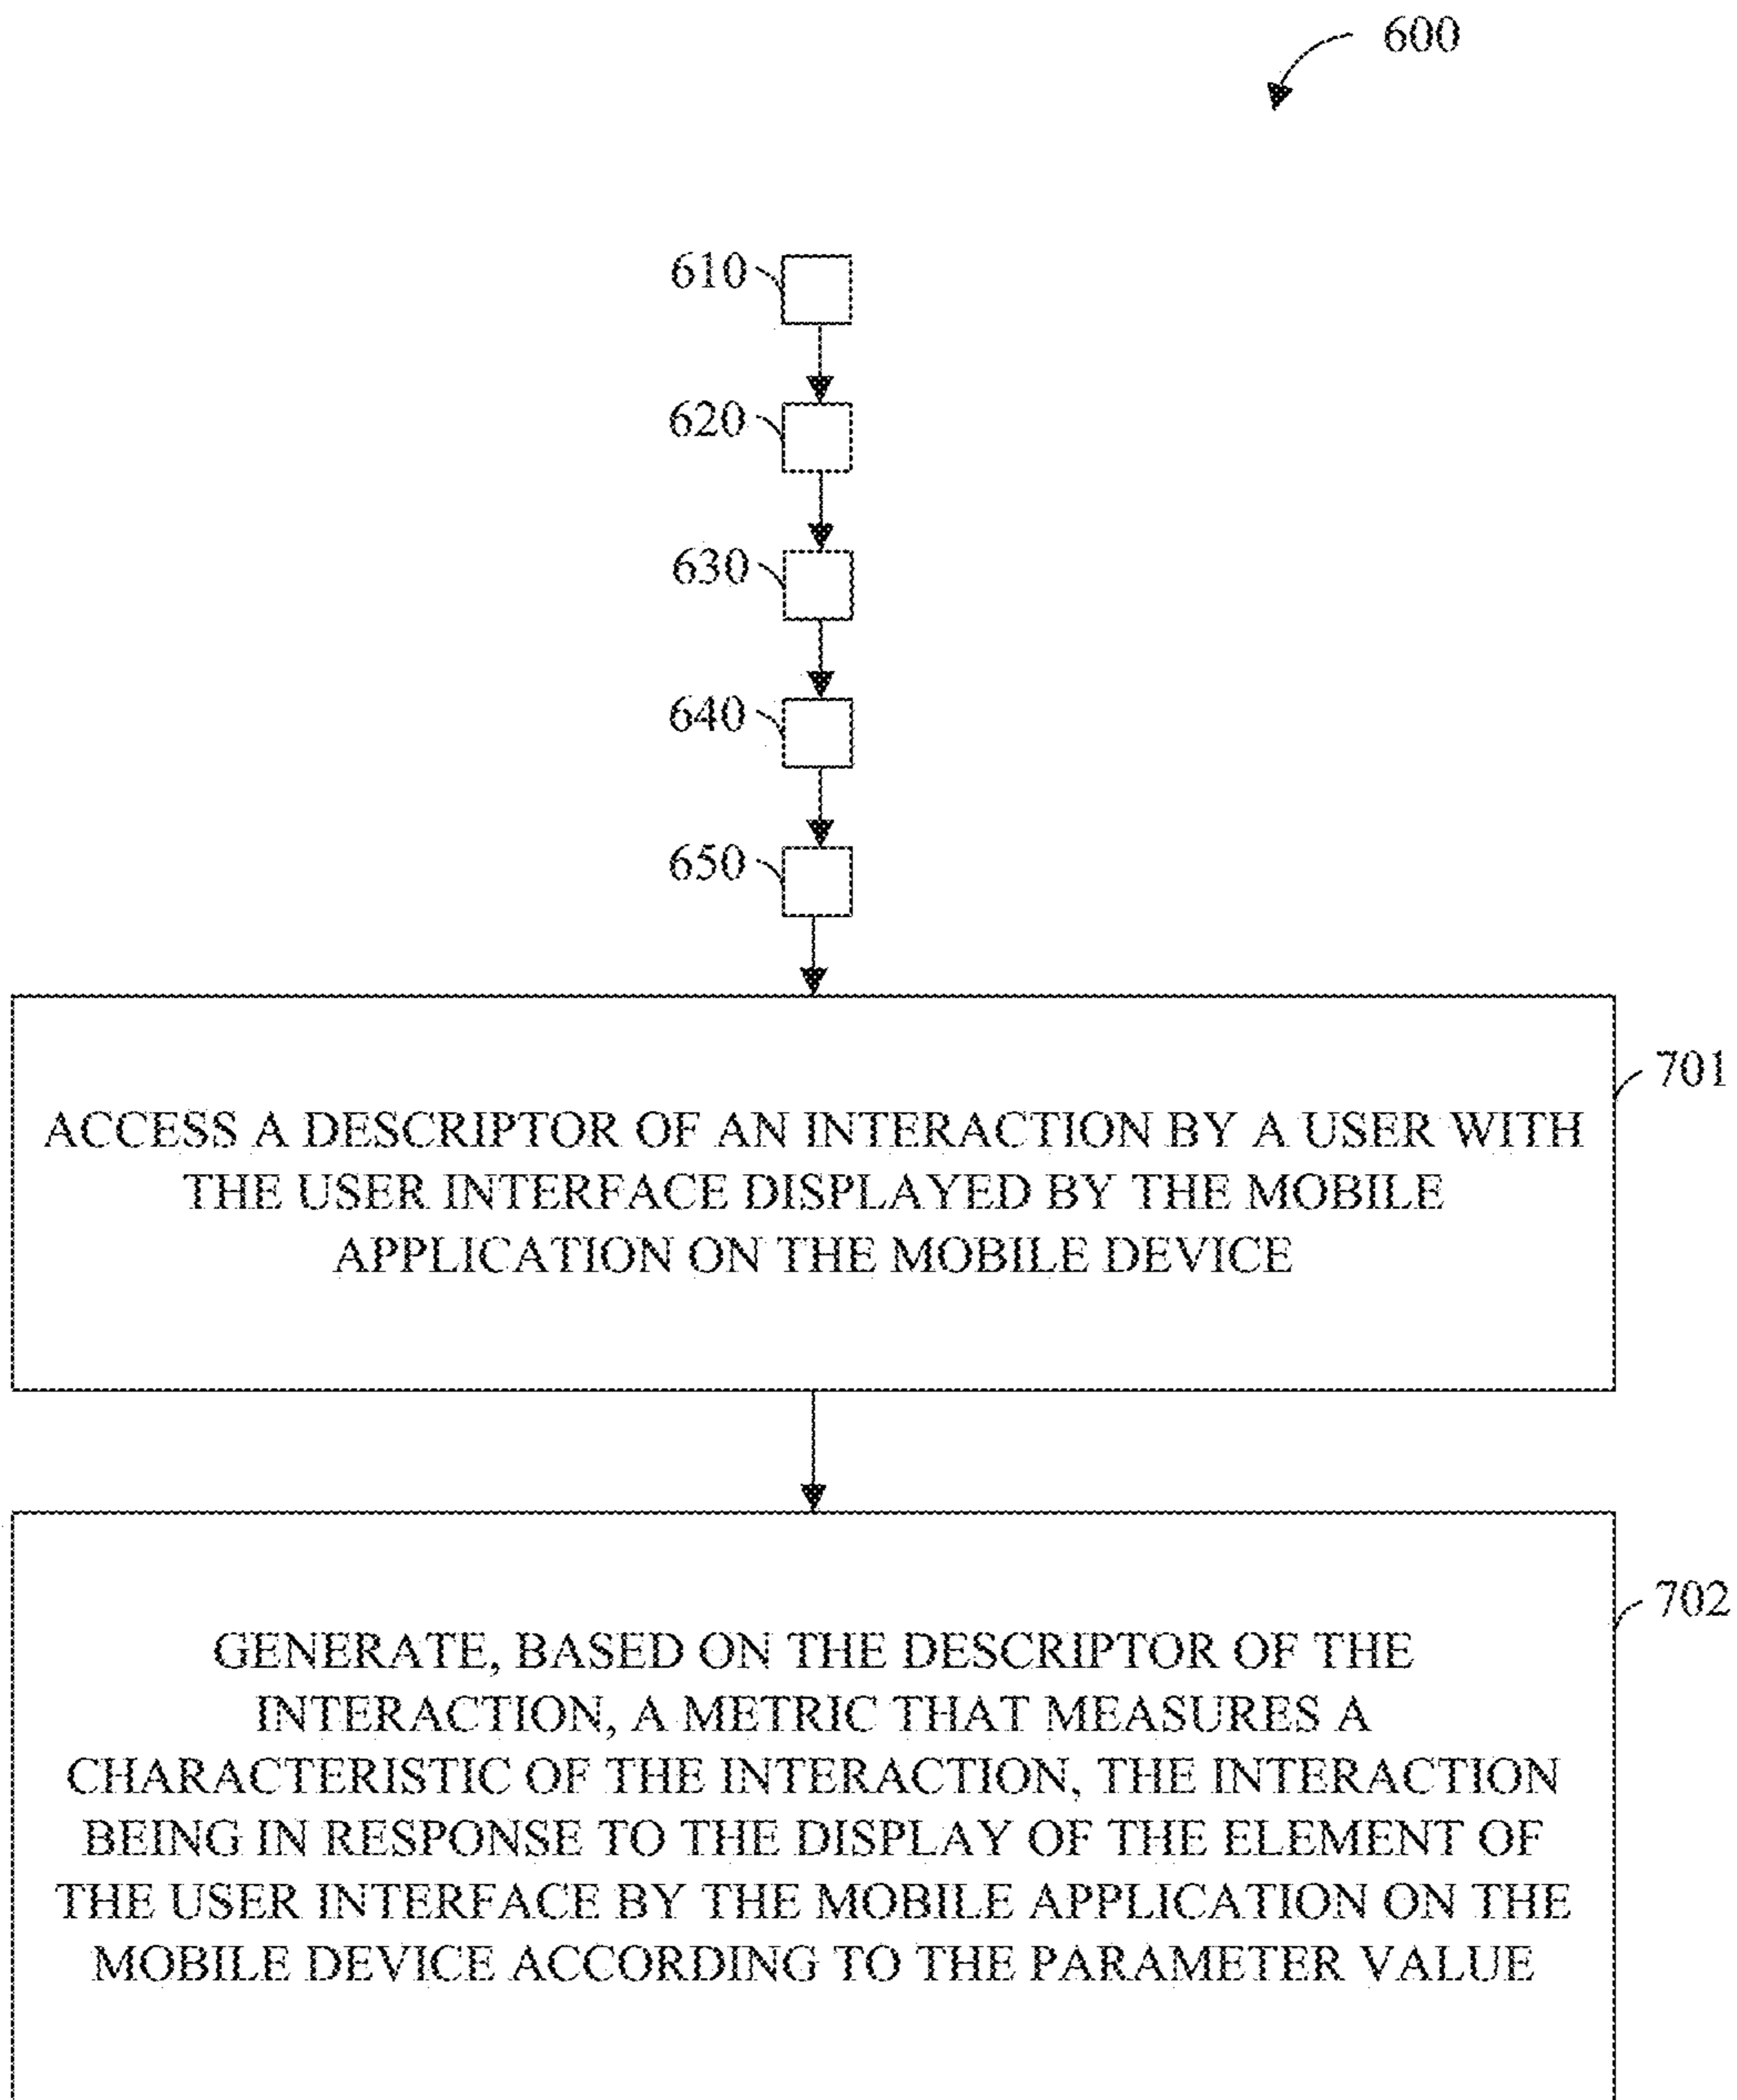 600
610
620
630
640
650
701
ACCESS A DESCRIPTOR OF AN INTERACTION BY A USER WITH
THE USER INTERFACE DISPLAYED BY THE MOBILE
APPLICATION ON THE MOBILE DEVICE
702
GENERATE, BASED ON THE DESCRIPTOR OF THE
INTERACTION, A METRIC THAT MEASURES A
CHARACTERISTIC OF THE INTERACTION, THE INTERACTION
BEING IN RESPONSE TO THE DISPLAY OF THE ELEMENT OF
THE USER INTERFACE BY THE MOBILE APPLICATION ON THE
MOBILE DEVICE ACCORDING TO THE PARAMETER VALUE